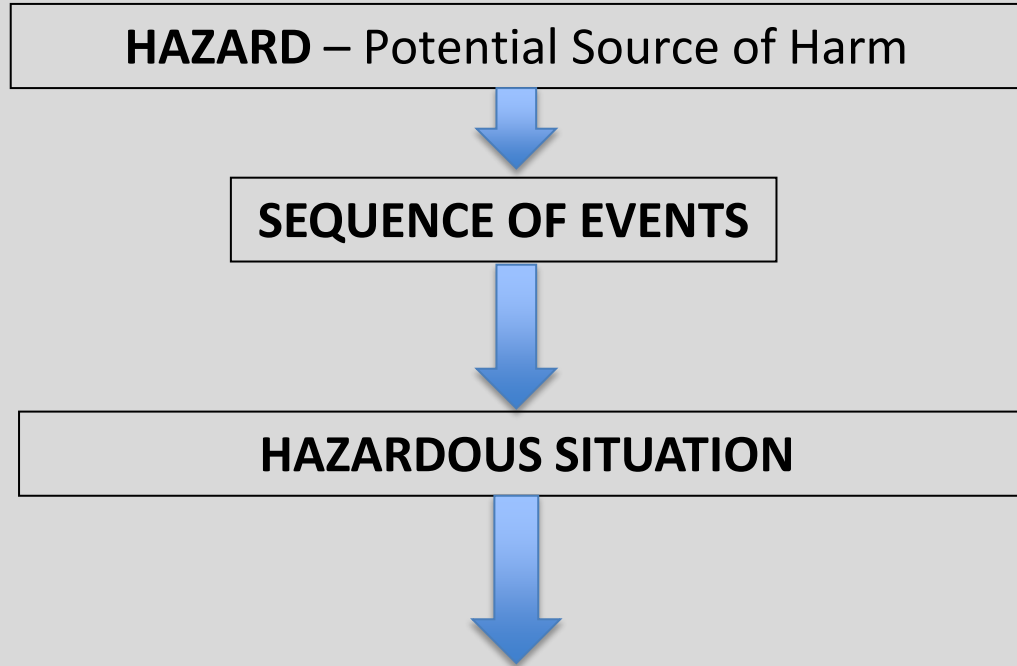 HAZARD – Potential Source of Harm
SEQUENCE OF EVENTS
HAZARDOUS SITUATION